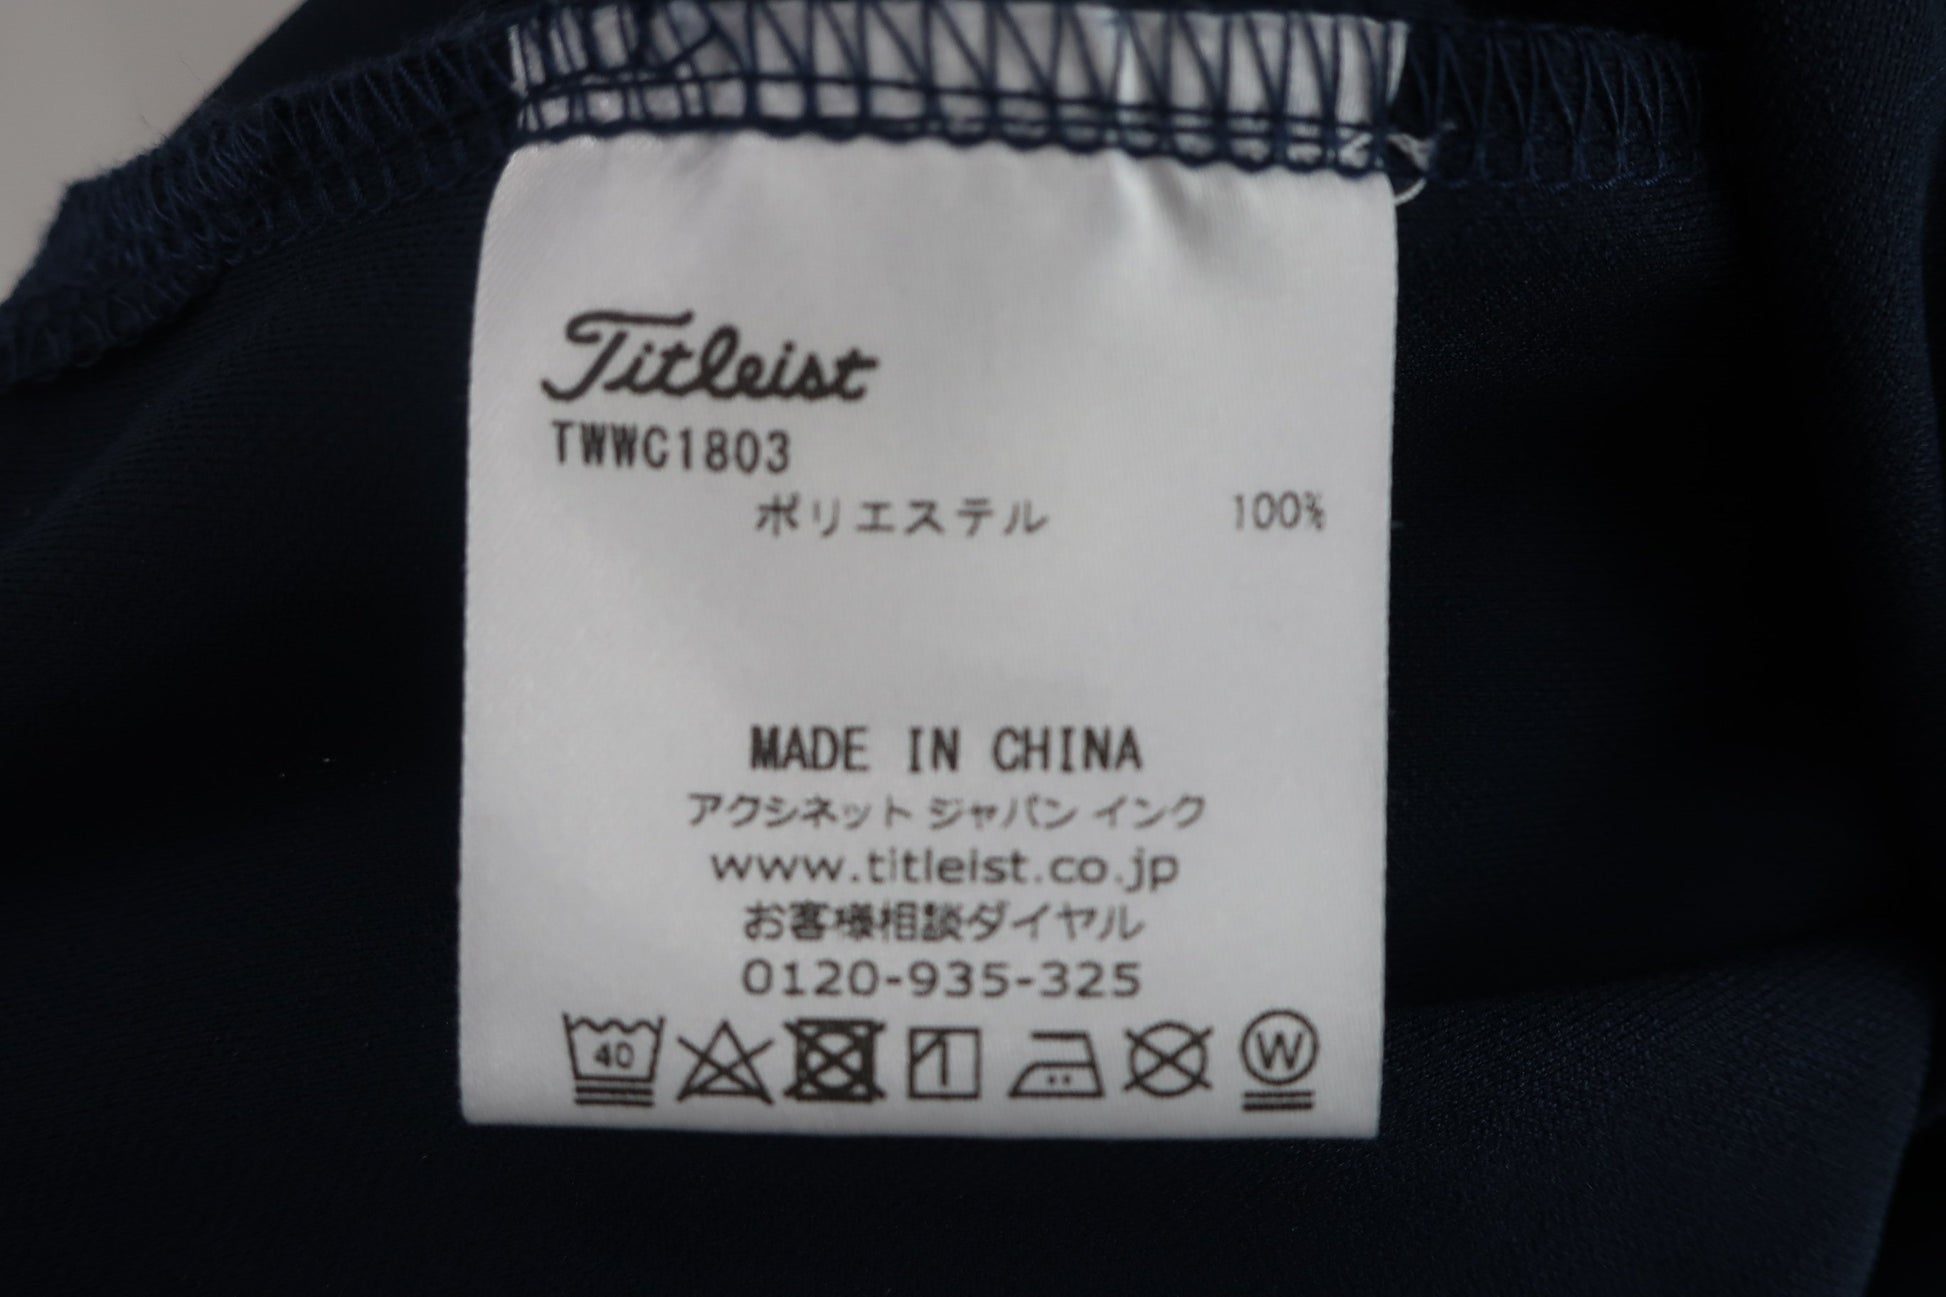 Titleist
TWWC1803
ポリエステル 100%
MADE IN CHINA
アクシネット ジャパン インク
www.titleist.co.jp
お客様相談ダイヤル
0120-935-325
40 W